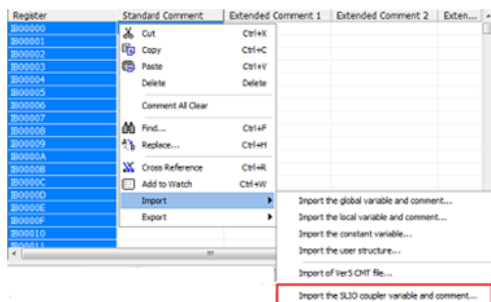 Register Standard Comment Extended Comment 1 Extended Comment 2 Exten...
IB00000
IB00001
IB00002
IB00003
IB00004
IB00005
IB00006
IB00007
IB00008
IB00009
IB0000A
IB0000B
IB0000C
IB0000D
IB0000E
IB0000F
IB00010
IB00011
Cut Ctrl+X
Copy Ctrl+C
Paste Ctrl+V
Delete Delete
Comment All Clear
Find... Ctrl+F
Replace... Ctrl+H
Cross Reference Ctrl+R
Add to Watch Ctrl+W
Import
Export
Import the global variable and comment...
Import the local variable and comment...
Import the constant variable...
Import the user structure...
Import of Ver5 CMT file...
Import the SLIO coupler variable and comment...